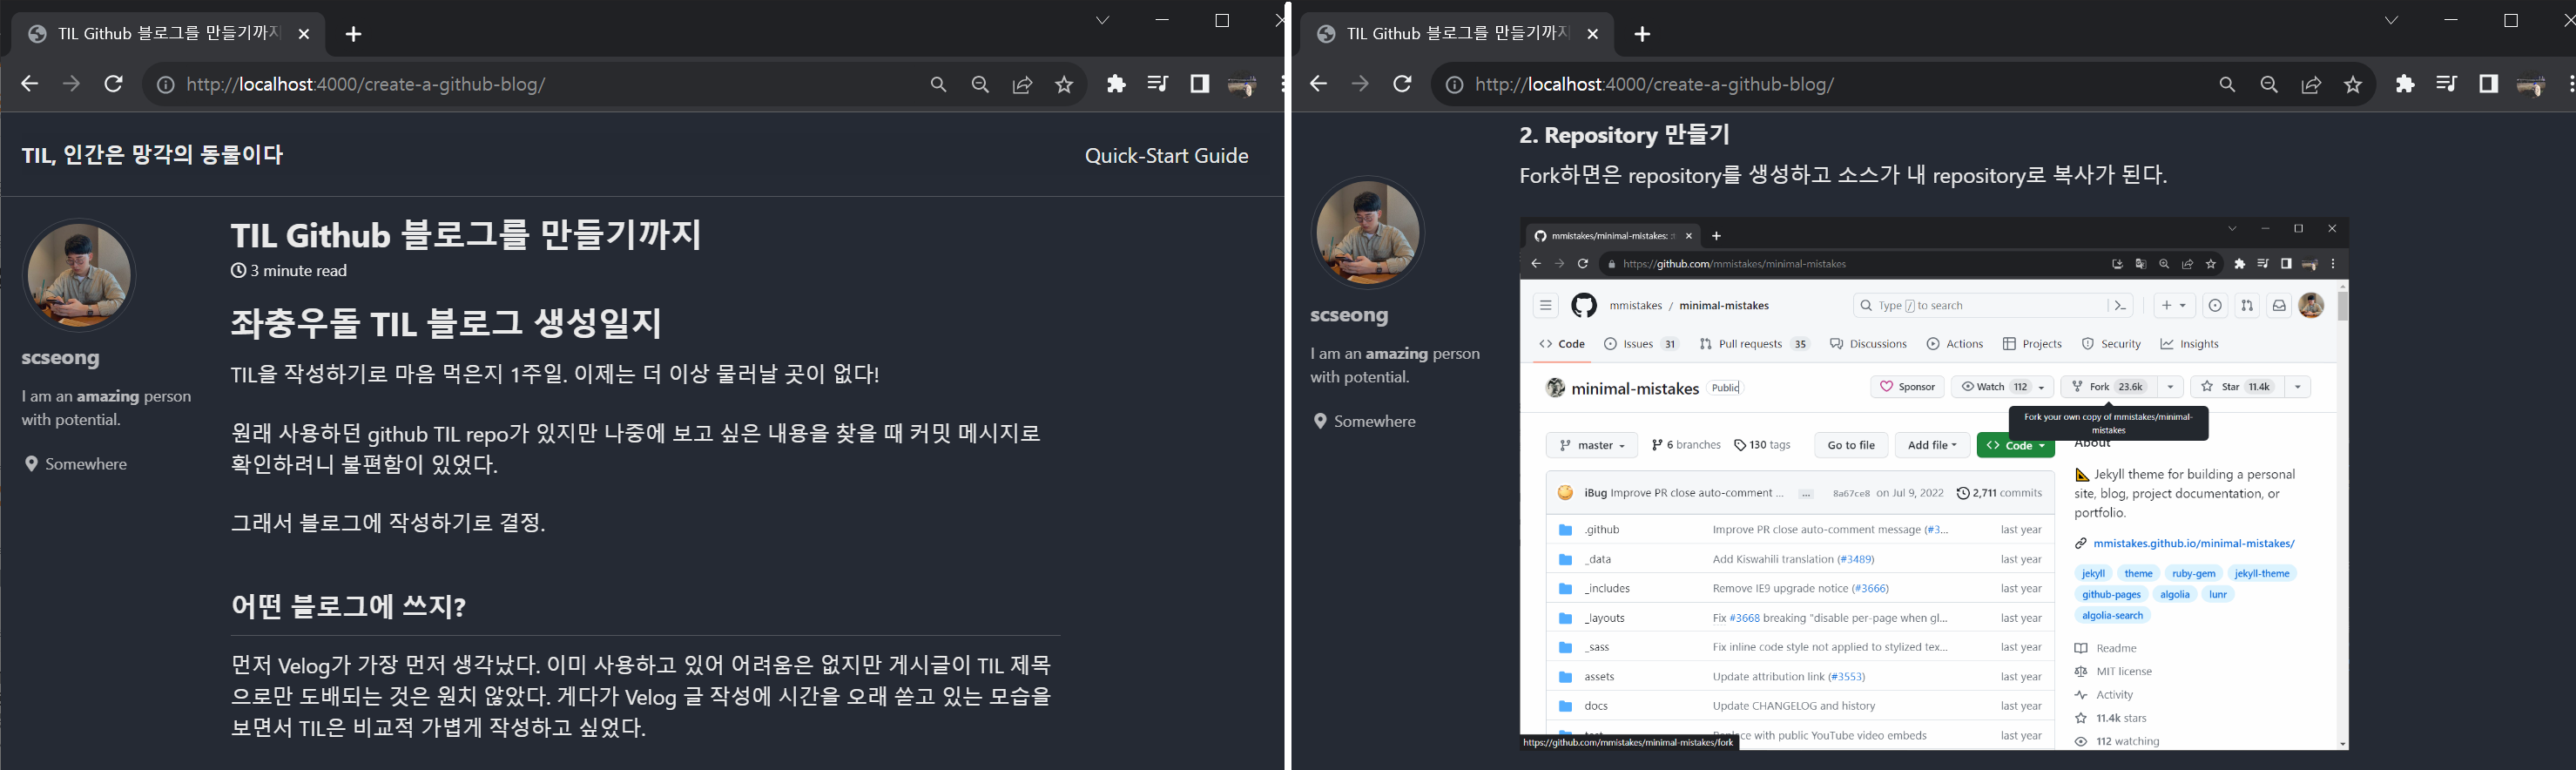 TIL Github 블로그를 만들기까지
http://localhost:4000/create-a-github-blog/
TIL, 인간은 망각의 동물이다
Quick-Start Guide
scseong
I am an amazing person
with potential.
Somewhere
TIL Github 블로그를 만들기까지
3 minute read
좌충우돌 TIL 블로그 생성일지
TIL을 작성하기로 마음 먹은지 1주일. 이제는 더 이상 물러날 곳이 없다!
원래 사용하던 github TIL repo가 있지만 나중에 보고 싶은 내용을 찾을 때 커밋 메시지로
확인하려니 불편함이 있었다.
그래서 블로그에 작성하기로 결정.
어떤 블로그에 쓰지?
먼저 Velog가 가장 먼저 생각났다. 이미 사용하고 있어 어려움은 없지만 게시글이 TIL 제목
으로만 도배되는 것은 원치 않았다. 게다가 Velog 글 작성에 시간을 오래 쏟고 있는 모습을
보면서 TIL은 비교적 가볍게 작성하고 싶었다.
TIL Github 블로그를 만들기까지
http://localhost:4000/create-a-github-blog/
scseong
I am an amazing person
with potential.
Somewhere
2. Repository 만들기
Fork하면은 repository를 생성하고 소스가 내 repository로 복사가 된다.
mmistakes/minimal-mistakes:
https://github.com/mmistakes/minimal-mistakes
mmistakes / minimal-mistakes
Type / to search
Code Issues 31 Pull requests 35 Discussions Actions Projects Security Insights
minimal-mistakes Public
Sponsor Watch 112 Fork 23.6k Star 11.4k
Fork your own copy of mmistakes/minimal-
mistakes
master 6 branches 130 tags Go to file Add file Code
iBug Improve PR close auto-comment ... ... 8a67ce8 on Jul 9, 2022 2,711 commits
.github Improve PR close auto-comment message (#3... last year
_data Add Kiswahili translation (#3489) last year
_includes Remove IE9 upgrade notice (#3666) last year
_layouts Fix #3668 breaking "disable per-page when gl... last year
_sass Fix inline code style not applied to stylized tex... last year
assets Update attribution link (#3553) last year
docs Update CHANGELOG and history last year
with public YouTube video embeds last year
https://github.com/mmistakes/minimal-mistakes/fork
About
Jekyll theme for building a personal
site, blog, project documentation, or
portfolio.
mmistakes.github.io/minimal-mistakes/
jekyll theme ruby-gem jekyll-theme
github-pages algolia lunr
algolia-search
Readme
MIT license
Activity
11.4k stars
112 watching